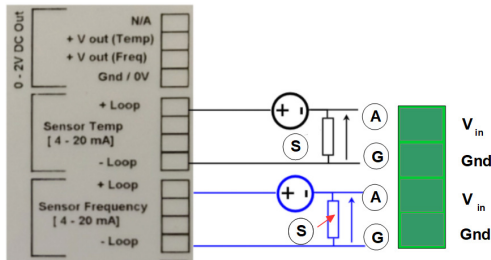 0 - 2V DC Out
N/A
+ V out (Temp)
+ V out (Freq)
Gnd / 0V
+ Loop
Sensor Temp
[ 4 - 20 mA]
- Loop
+ Loop
Sensor Frequency
[ 4 - 20 mA]
- Loop
+ -
S
A
G
+ -
S
A
G
V in
Gnd
V in
Gnd